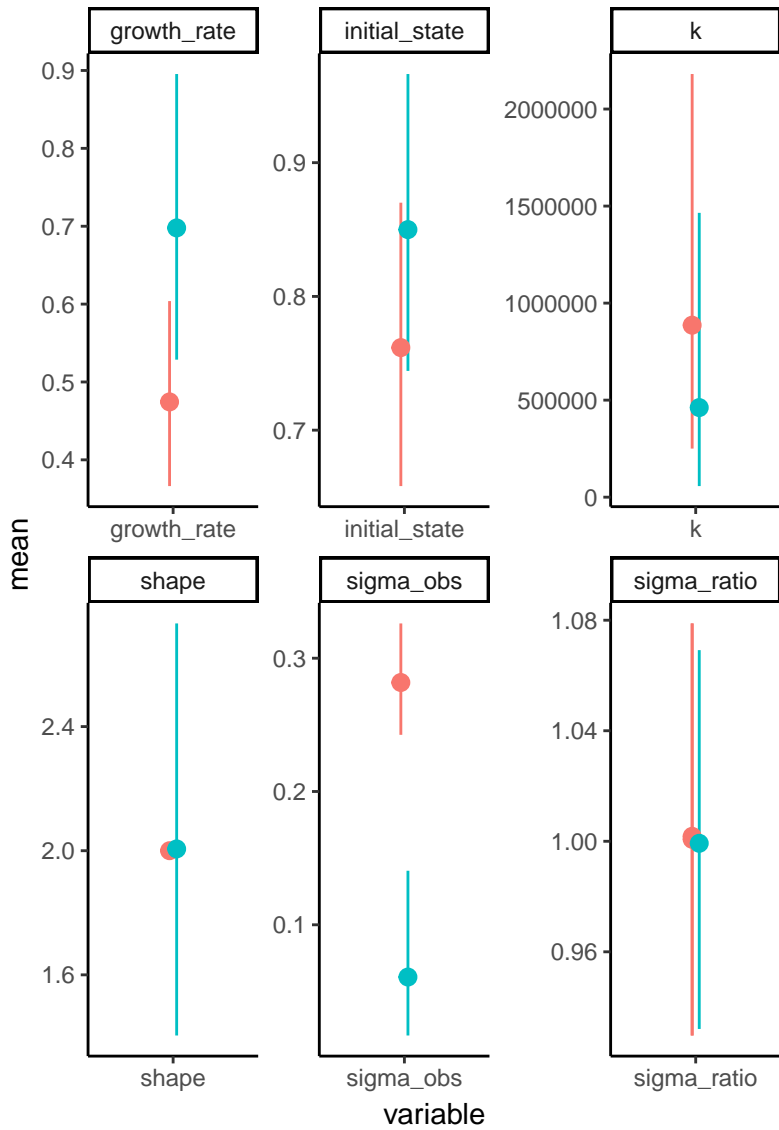 growth_rate
initial_state
k
0.9
0.8
0.7
0.6
0.5
0.4
0.9
0.8
0.7
2000000
1500000
1000000
500000
0
growth_rate
initial_state
k
mean
shape
sigma_obs
sigma_ratio
2.4
2.0
1.6
0.3
0.2
0.1
1.08
1.04
1.00
0.96
shape
sigma_obs
sigma_ratio
variable